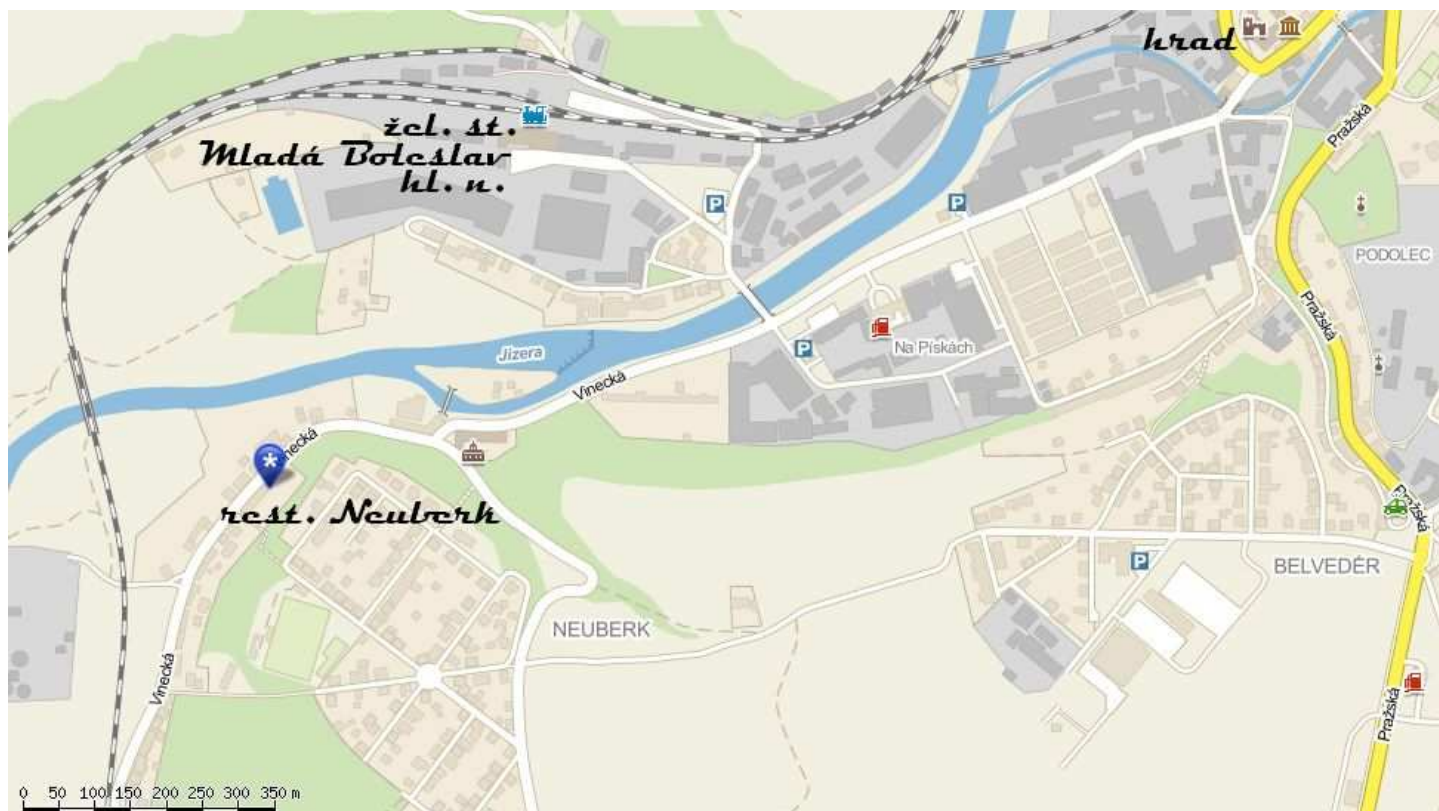 hrad
žel. st.
Mladá Boleslav
hl. n.
Pražská
P
P
PODOLEC
Pražská
Jizera
Na Pískách
P
Vinecká
Vinecká
*
rest. Neuberk
Pražská
P
BELVEDÉR
NEUBERK
Vinecká
Pražská
0 50 100 150 200 250 300 350 m